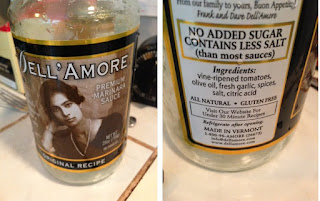 DELL'AMORE
PREMIUM
MARINARA
SAUCE
ORIGINAL RECIPE
From our family to yours, Buon Appetito!
Frank and Dave Dell'Amore
NO ADDED SUGAR
CONTAINS LESS SALT
(than most sauces)
Ingredients:
vine-ripened tomatoes,
olive oil, fresh garlic, spices,
salt, citric acid
ALL NATURAL • GLUTEN FREE
Visit Our Website For
Under 30 Minute Recipes
Refrigerate after opening.
MADE IN VERMONT